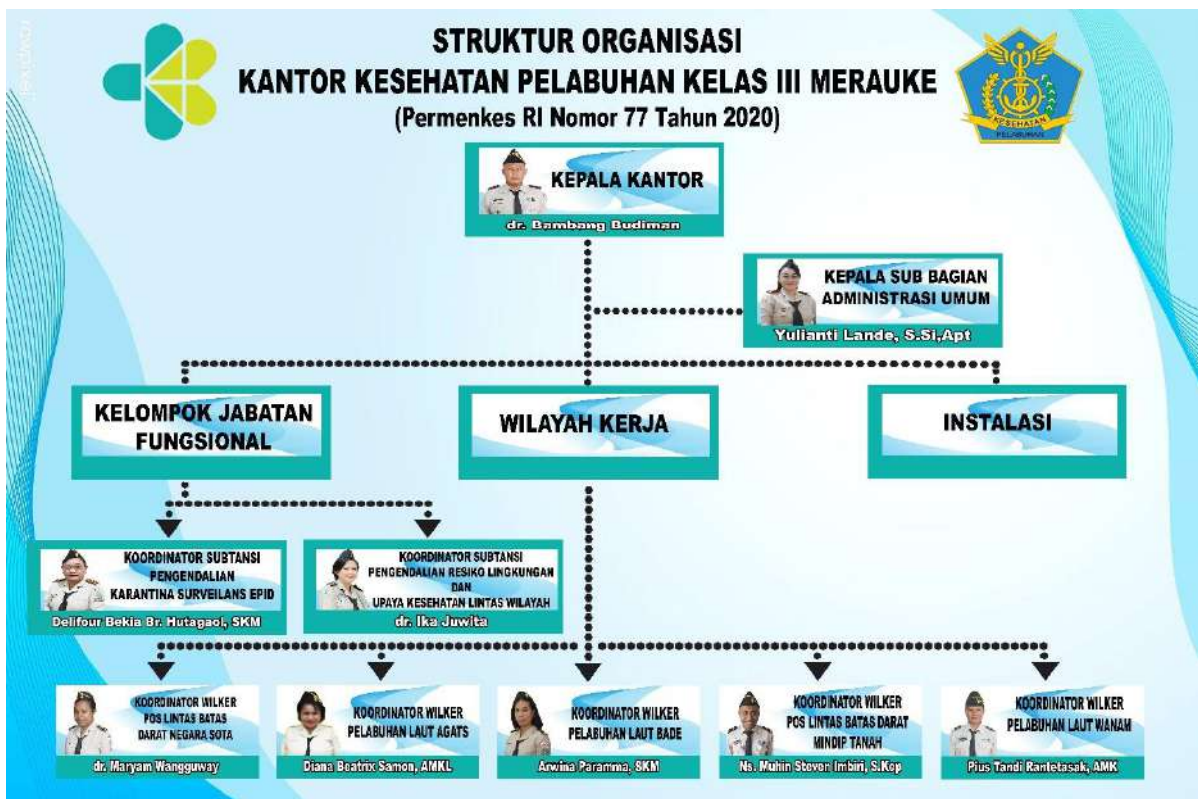 STRUKTUR ORGANISASI
KANTOR KESEHATAN PELABUHAN KELAS III MERAUKE
(Permenkes RI Nomor 77 Tahun 2020)
KESEHATAN
PELABUHAN
KEPALA KANTOR
dr. Bambang Budiman
KEPALA SUB BAGIAN
ADMINISTRASI UMUM
Yulianti Lande, S.Si,Apt
KELOMPOK JABATAN
FUNGSIONAL
WILAYAH KERJA
INSTALASI
KOORDINATOR SUBTANSI
PENGENDALIAN
KARANTINA SURVEILANS EPID
Delifour Bekia Br. Hutagaol, SKM
KOORDINATOR SUBTANSI
PENGENDALIAN RESIKO LINGKUNGAN
DAN
UPAYA KESEHATAN LINTAS WILAYAH
dr. Ika Juwita
KOORDINATOR WILKER
POS LINTAS BATAS
DARAT NEGARA SOTA
dr. Maryam Wangguway
KOORDINATOR WILKER
PELABUHAN LAUT AGATS
Diana Beatrix Samon, AMKL
KOORDINATOR WILKER
PELABUHAN LAUT BADE
Arwina Paramma, SKM
KOORDINATOR WILKER
POS LINTAS BATAS DARAT
MINDIP TANAH
Ns. Muhin Steven Imbiri, S.Kep
KOORDINATOR WILKER
PELABUHAN LAUT WANAM
Pius Tandi Rantetasak, AMK